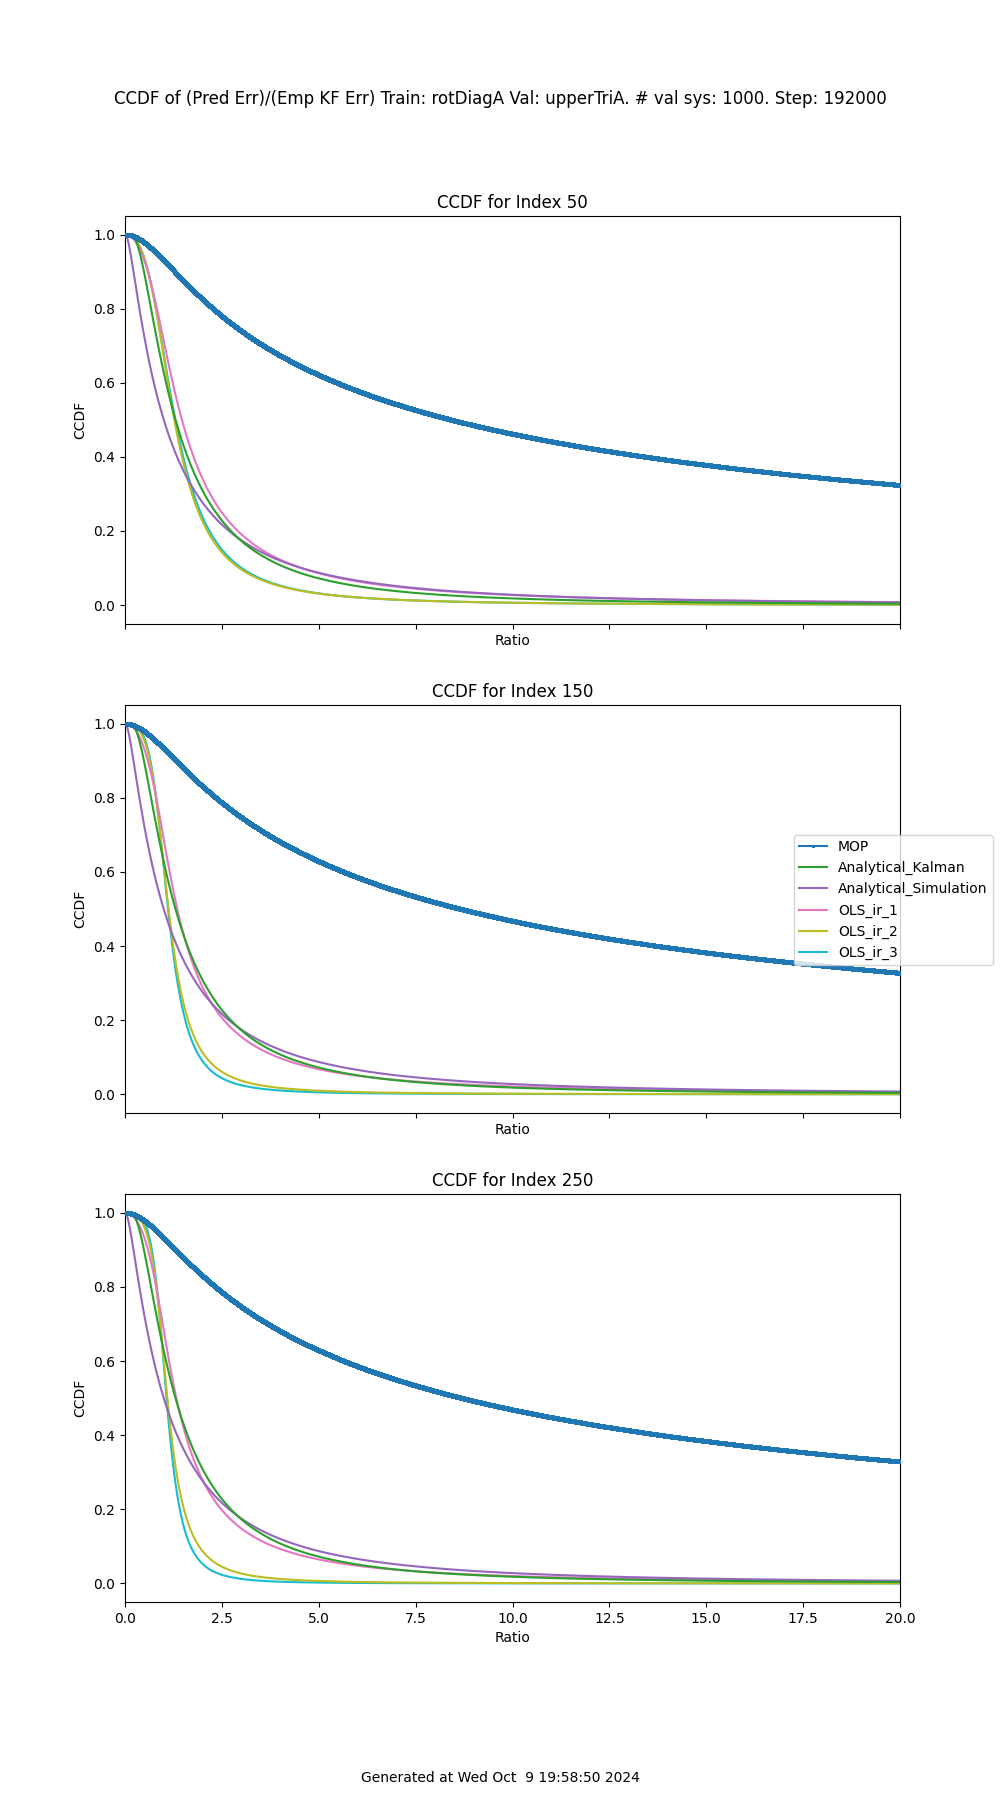 CCDF of (Pred Err)/(Emp KF Err) Train: rotDiagA Val: upperTriA. # val sys: 1000. Step: 192000
CCDF for Index 50
1.0
0.8
0.6
0.4
0.2
0.0
CCDF
Ratio
CCDF for Index 150
1.0
0.8
0.6
0.4
0.2
0.0
CCDF
Ratio
MOP
Analytical_Kalman
Analytical_Simulation
OLS_ir_1
OLS_ir_2
OLS_ir_3
CCDF for Index 250
1.0
0.8
0.6
0.4
0.2
0.0
CCDF
0.0 2.5 5.0 7.5 10.0 12.5 15.0 17.5 20.0
Ratio
Generated at Wed Oct  9 19:58:50 2024